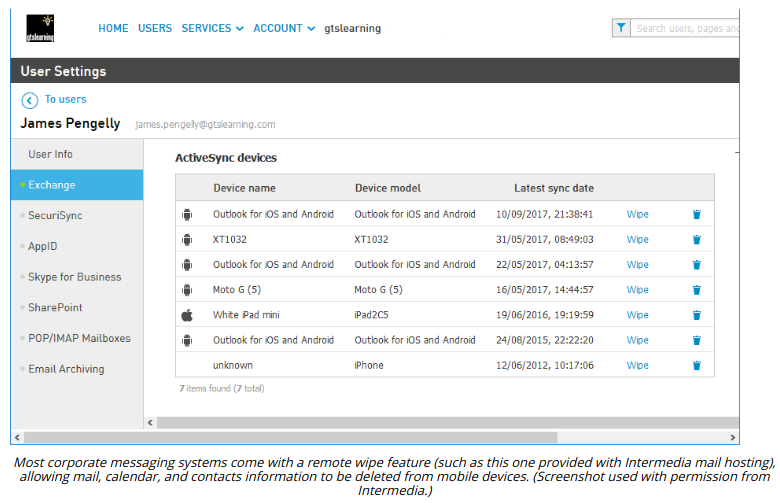 gtslearning
HOME USERS SERVICES ACCOUNT gtslearning
Search users, pages and
User Settings
To users
James Pengelly james.pengelly@gtslearning.com
User Info
Exchange
SecuriSync
AppID
Skype for Business
SharePoint
POP/IMAP Mailboxes
Email Archiving
ActiveSync devices
Device name Device model Latest sync date
Outlook for iOS and Android Outlook for iOS and Android 10/09/2017, 21:38:41 Wipe
XT1032 XT1032 31/05/2017, 08:49:03 Wipe
Outlook for iOS and Android Outlook for iOS and Android 22/05/2017, 04:13:57 Wipe
Moto G (5) Moto G (5) 16/05/2017, 14:44:57 Wipe
White iPad mini iPad2C5 19/06/2016, 19:19:59 Wipe
Outlook for iOS and Android Outlook for iOS and Android 24/08/2015, 22:22:20 Wipe
unknown iPhone 12/06/2012, 10:17:06 Wipe
7 items found (7 total)
Most corporate messaging systems come with a remote wipe feature (such as this one provided with Intermedia mail hosting),
allowing mail, calendar, and contacts information to be deleted from mobile devices. (Screenshot used with permission from
Intermedia.)